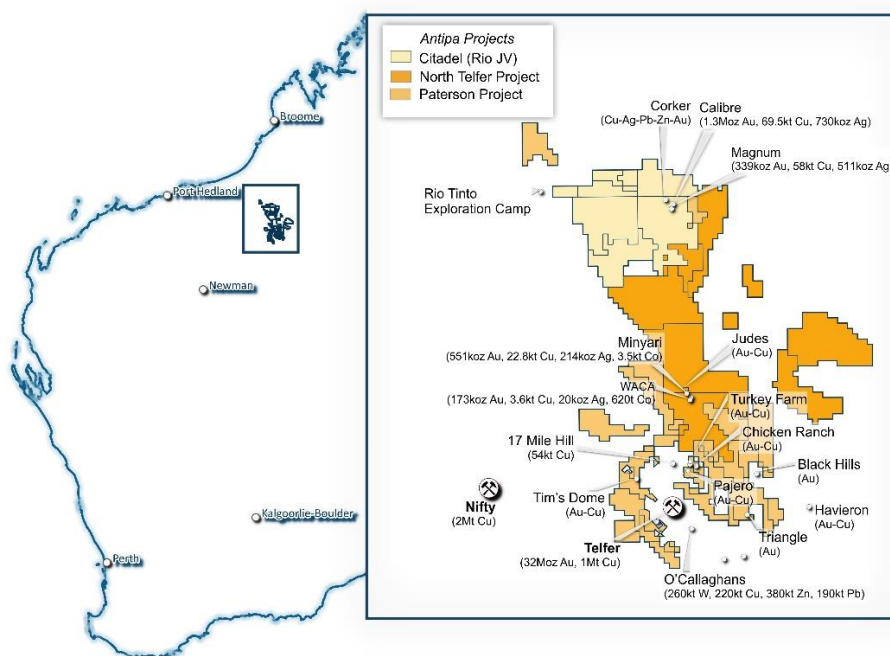 Broome
Port Hedland
Newman
Kalgoorlie-Boulder
Perth
Antipa Projects
Citadel (Rio JV)
North Telfer Project
Paterson Project
Corker
(Cu-Ag-Pb-Zn-Au)
Calibre
(1.3Moz Au, 69.5kt Cu, 730koz Ag)
Magnum
(339koz Au, 58kt Cu, 511koz Ag
Rio Tinto
Exploration Camp
Minyari
(551koz Au, 22.8kt Cu, 214koz Ag, 3.5kt Co)
Judes
(Au-Cu)
WACA
(173koz Au, 3.6kt Cu, 20koz Ag, 620t Co)
Turkey Farm
(Au-Cu)
Chicken Ranch
(Au-Cu)
17 Mile Hill
(54kt Cu)
Black Hills
(Au)
Pajero
(Au-Cu)
Tim's Dome
(Au-Cu)
Nifty
(2Mt Cu)
Havieron
(Au-Cu)
Triangle
(Au)
Telfer
(32Moz Au, 1Mt Cu)
O'Callaghans
(260kt W, 220kt Cu, 380kt Zn, 190kt Pb)